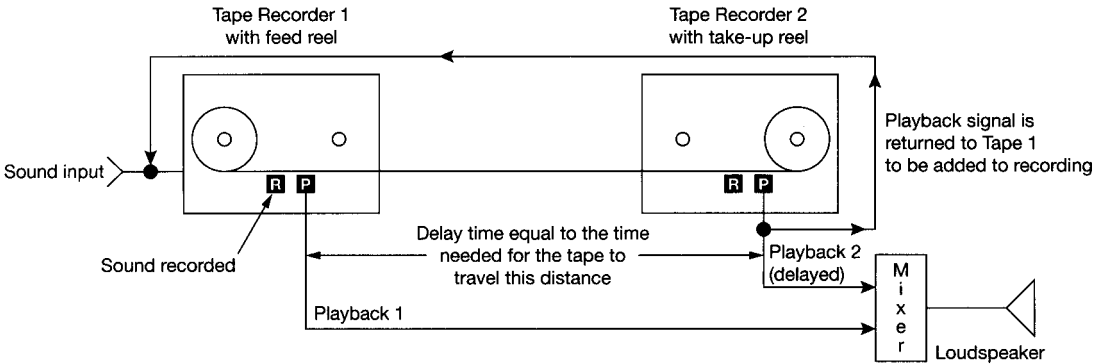 Tape Recorder 1
with feed reel
Tape Recorder 2
with take-up reel
Playback signal is
returned to Tape 1
to be added to recording
Sound input
R
P
R
P
Sound recorded
Delay time equal to the time
needed for the tape to
travel this distance
Playback 2
(delayed)
Playback 1
Mixer
Loudspeaker